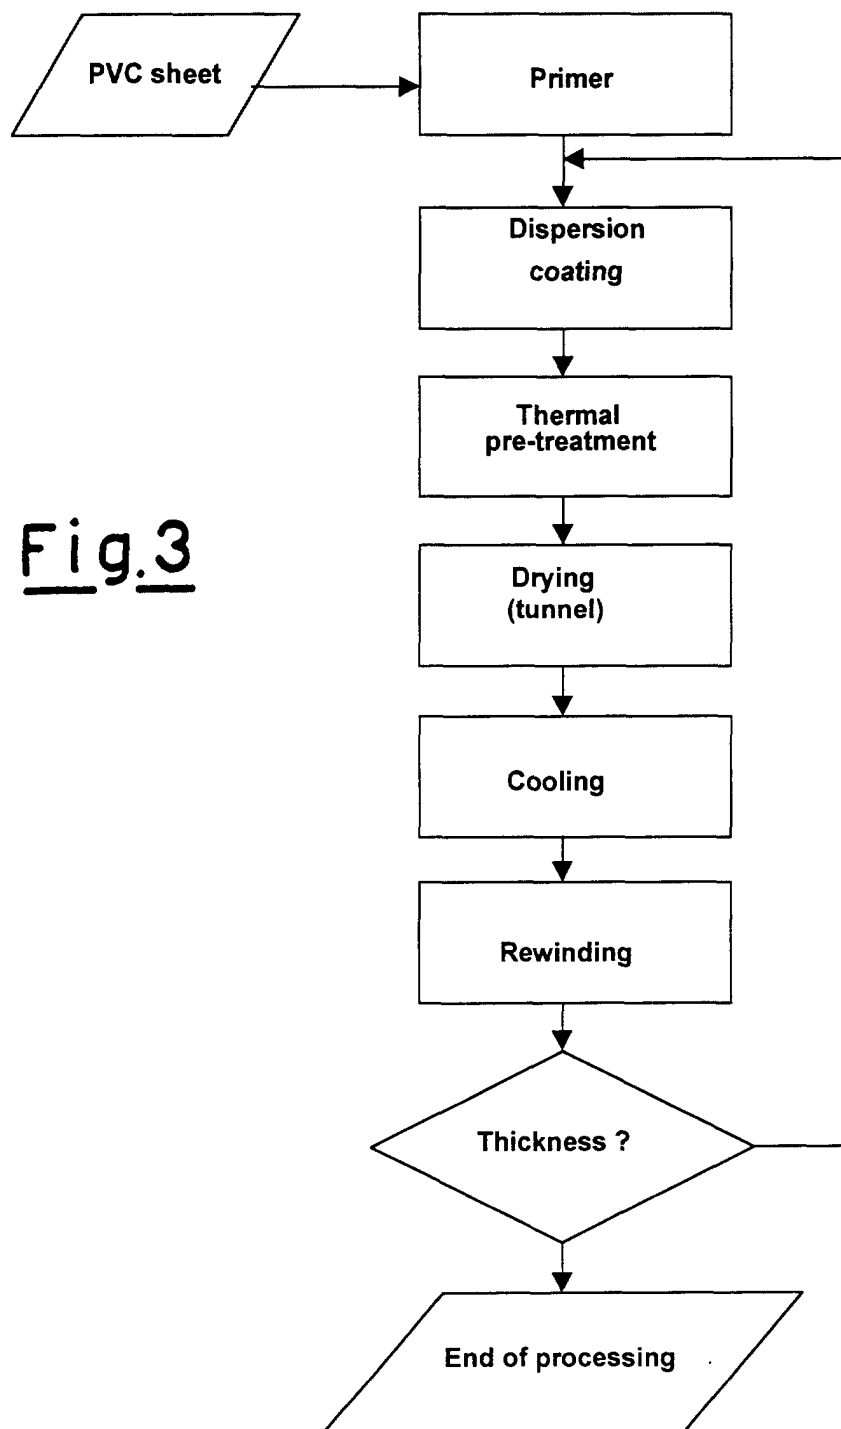 PVC sheet
Primer
Dispersion
coating
Thermal
pre-treatment
Drying
(tunnel)
Fig.3
Cooling
Rewinding
Thickness ?
End of processing